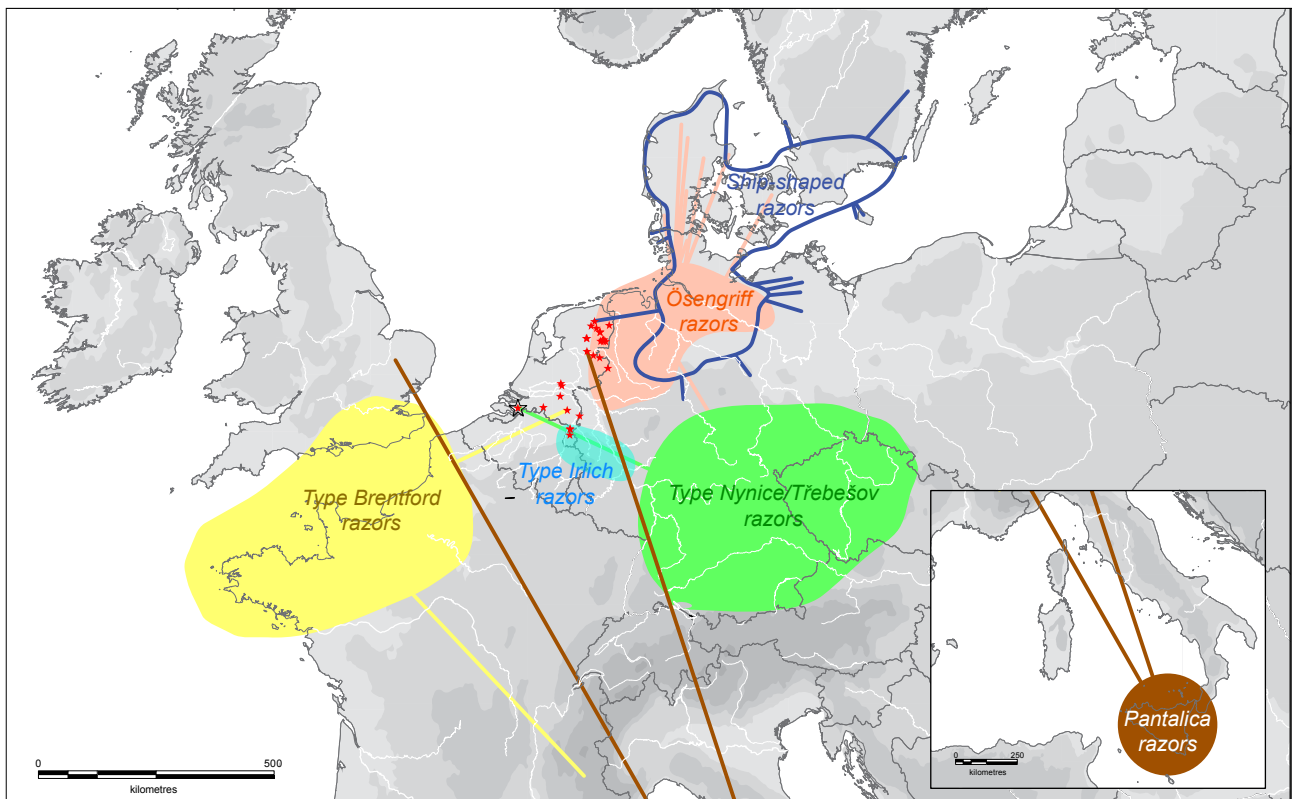 Ship-shaped
razors
Ösengriff
razors
Type Brentford
razors
Type Irlich
razors
Type Nynice/Třebešov
razors
Pantalica
razors
0 250
kilometres
0 500
kilometres